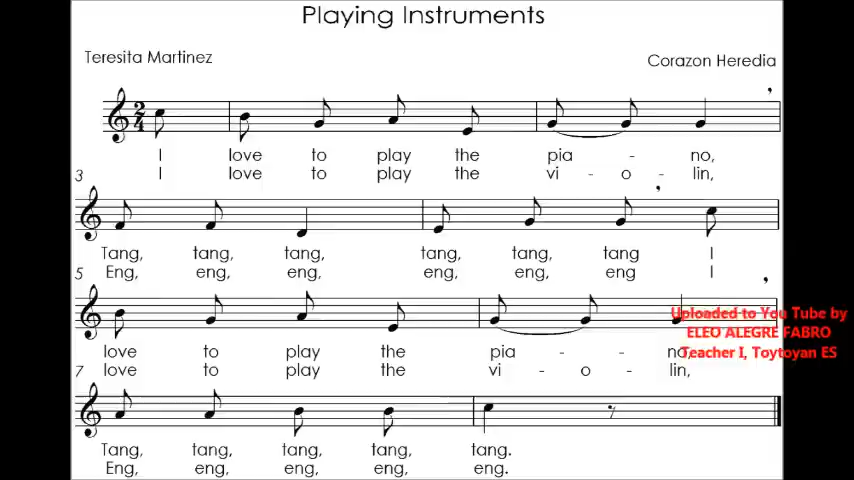 Playing Instruments
Teresita Martinez
Corazon Heredia
2
4
I love to play the pia - no,
I love to play the vi - o - lin,
3
Tang, tang, tang, tang, tang, tang I
Eng, eng, eng, eng, eng, eng I
5
Uploaded to You Tube by
ELEO ALEGRE FABRO
Teacher I, Toytoyan ES
love to play the pia - - no,
love to play the vi - o - lin,
7
Tang, tang, tang, tang, tang.
Eng, eng, eng, eng, eng.